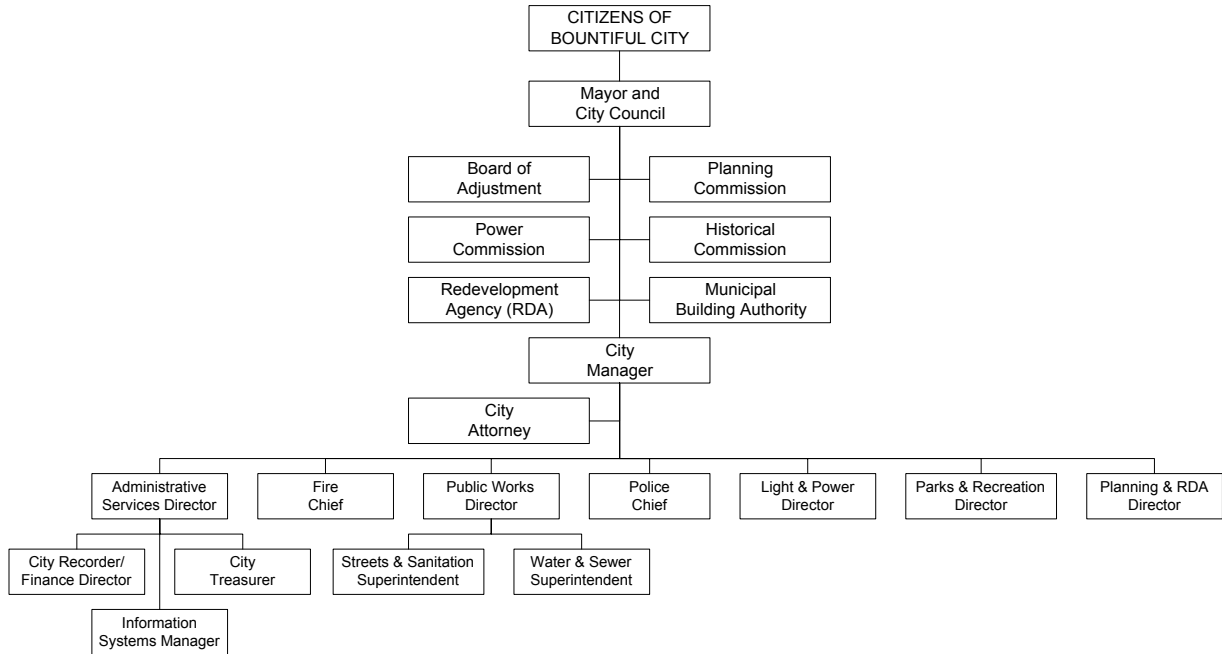 CITIZENS OF
BOUNTIFUL CITY
Mayor and
City Council
Board of
Adjustment
Planning
Commission
Power
Commission
Historical
Commission
Redevelopment
Agency (RDA)
Municipal
Building Authority
City
Manager
City
Attorney
Administrative
Services Director
Fire
Chief
Public Works
Director
Police
Chief
Light & Power
Director
Parks & Recreation
Director
Planning & RDA
Director
City Recorder/
Finance Director
City
Treasurer
Streets & Sanitation
Superintendent
Water & Sewer
Superintendent
Information
Systems Manager